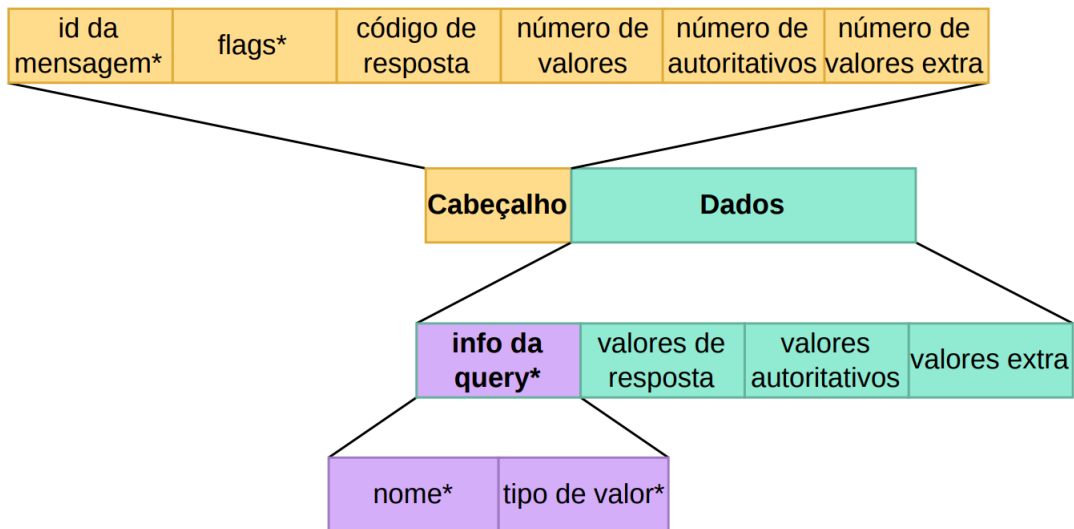 id da
mensagem*
flags*
código de
resposta
número de
valores
número de
autoritativos
número de
valores extra
Cabeçalho
Dados
info da
query*
valores de
resposta
valores
autoritativos
valores extra
nome*
tipo de valor*